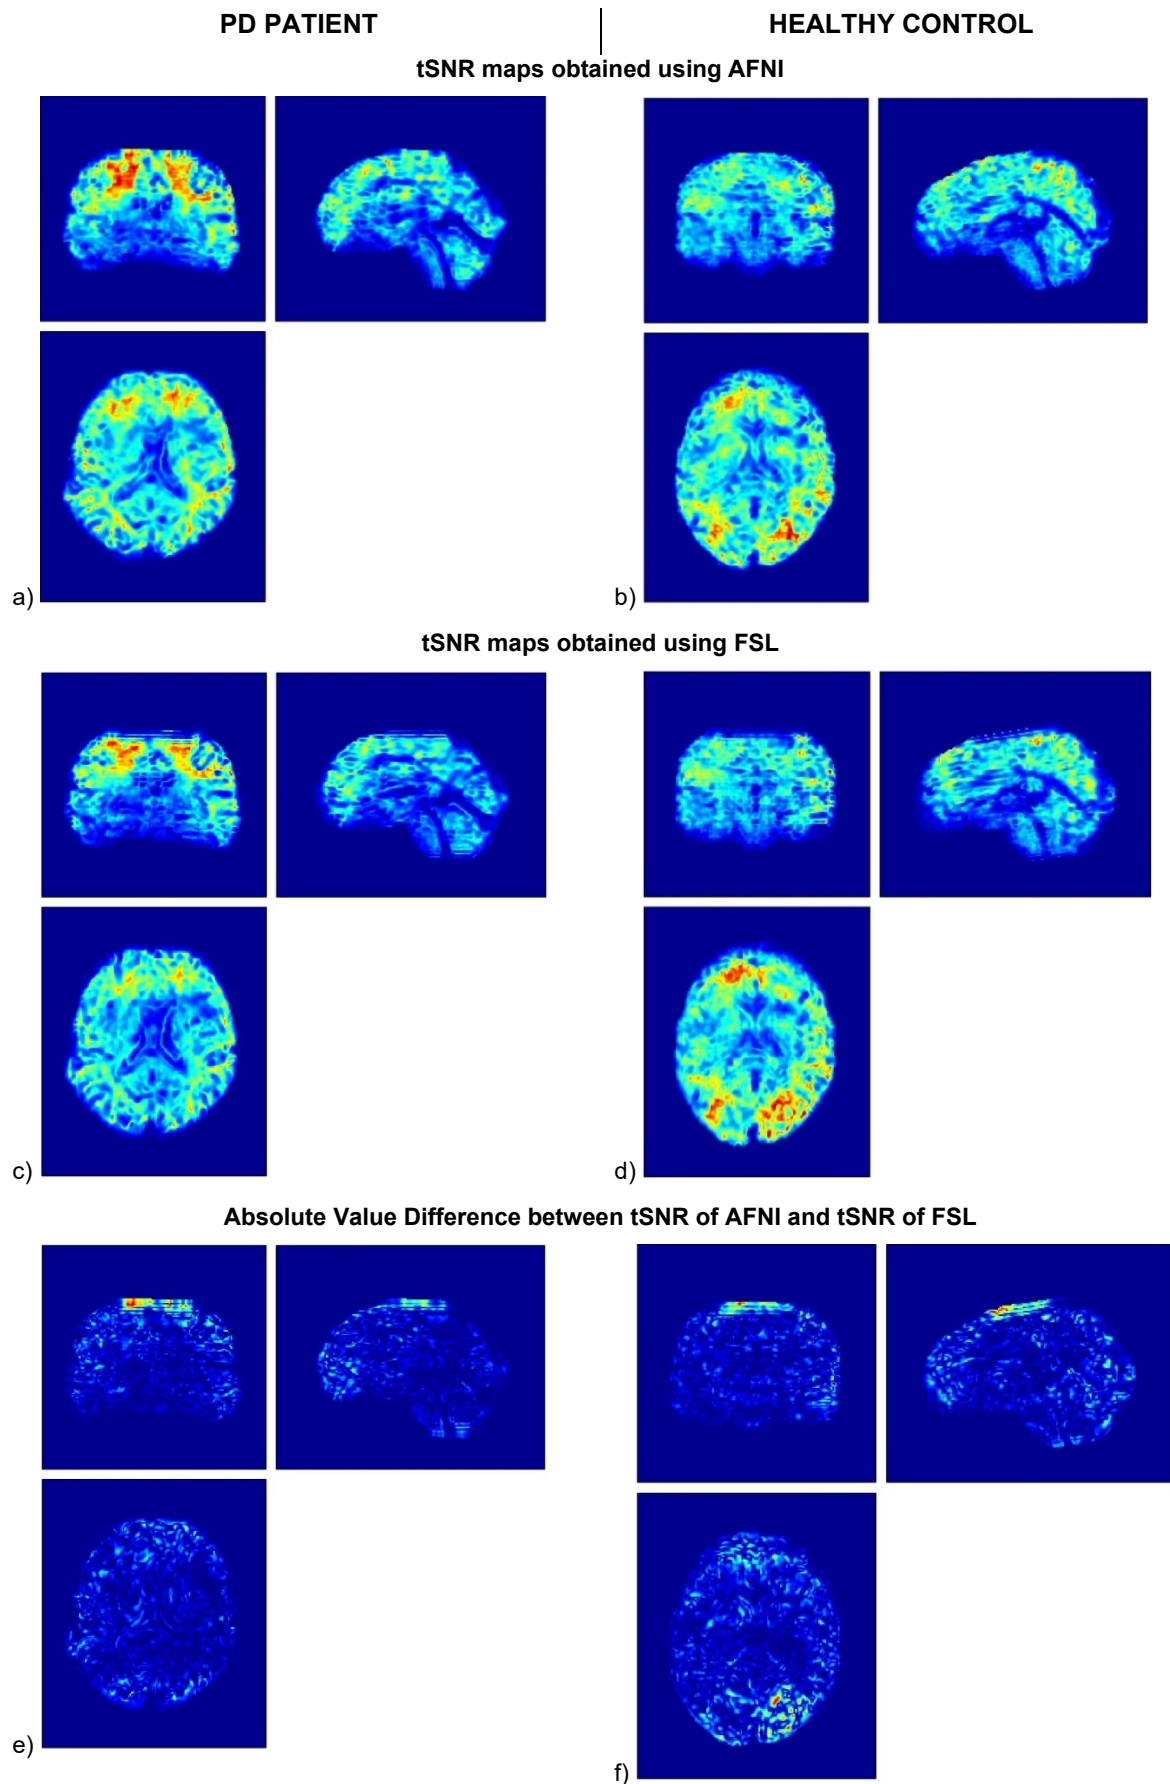 PD PATIENT
HEALTHY CONTROL
tSNR maps obtained using AFNI
a)
b)
tSNR maps obtained using FSL
c)
d)
Absolute Value Difference between tSNR of AFNI and tSNR of FSL
e)
f)